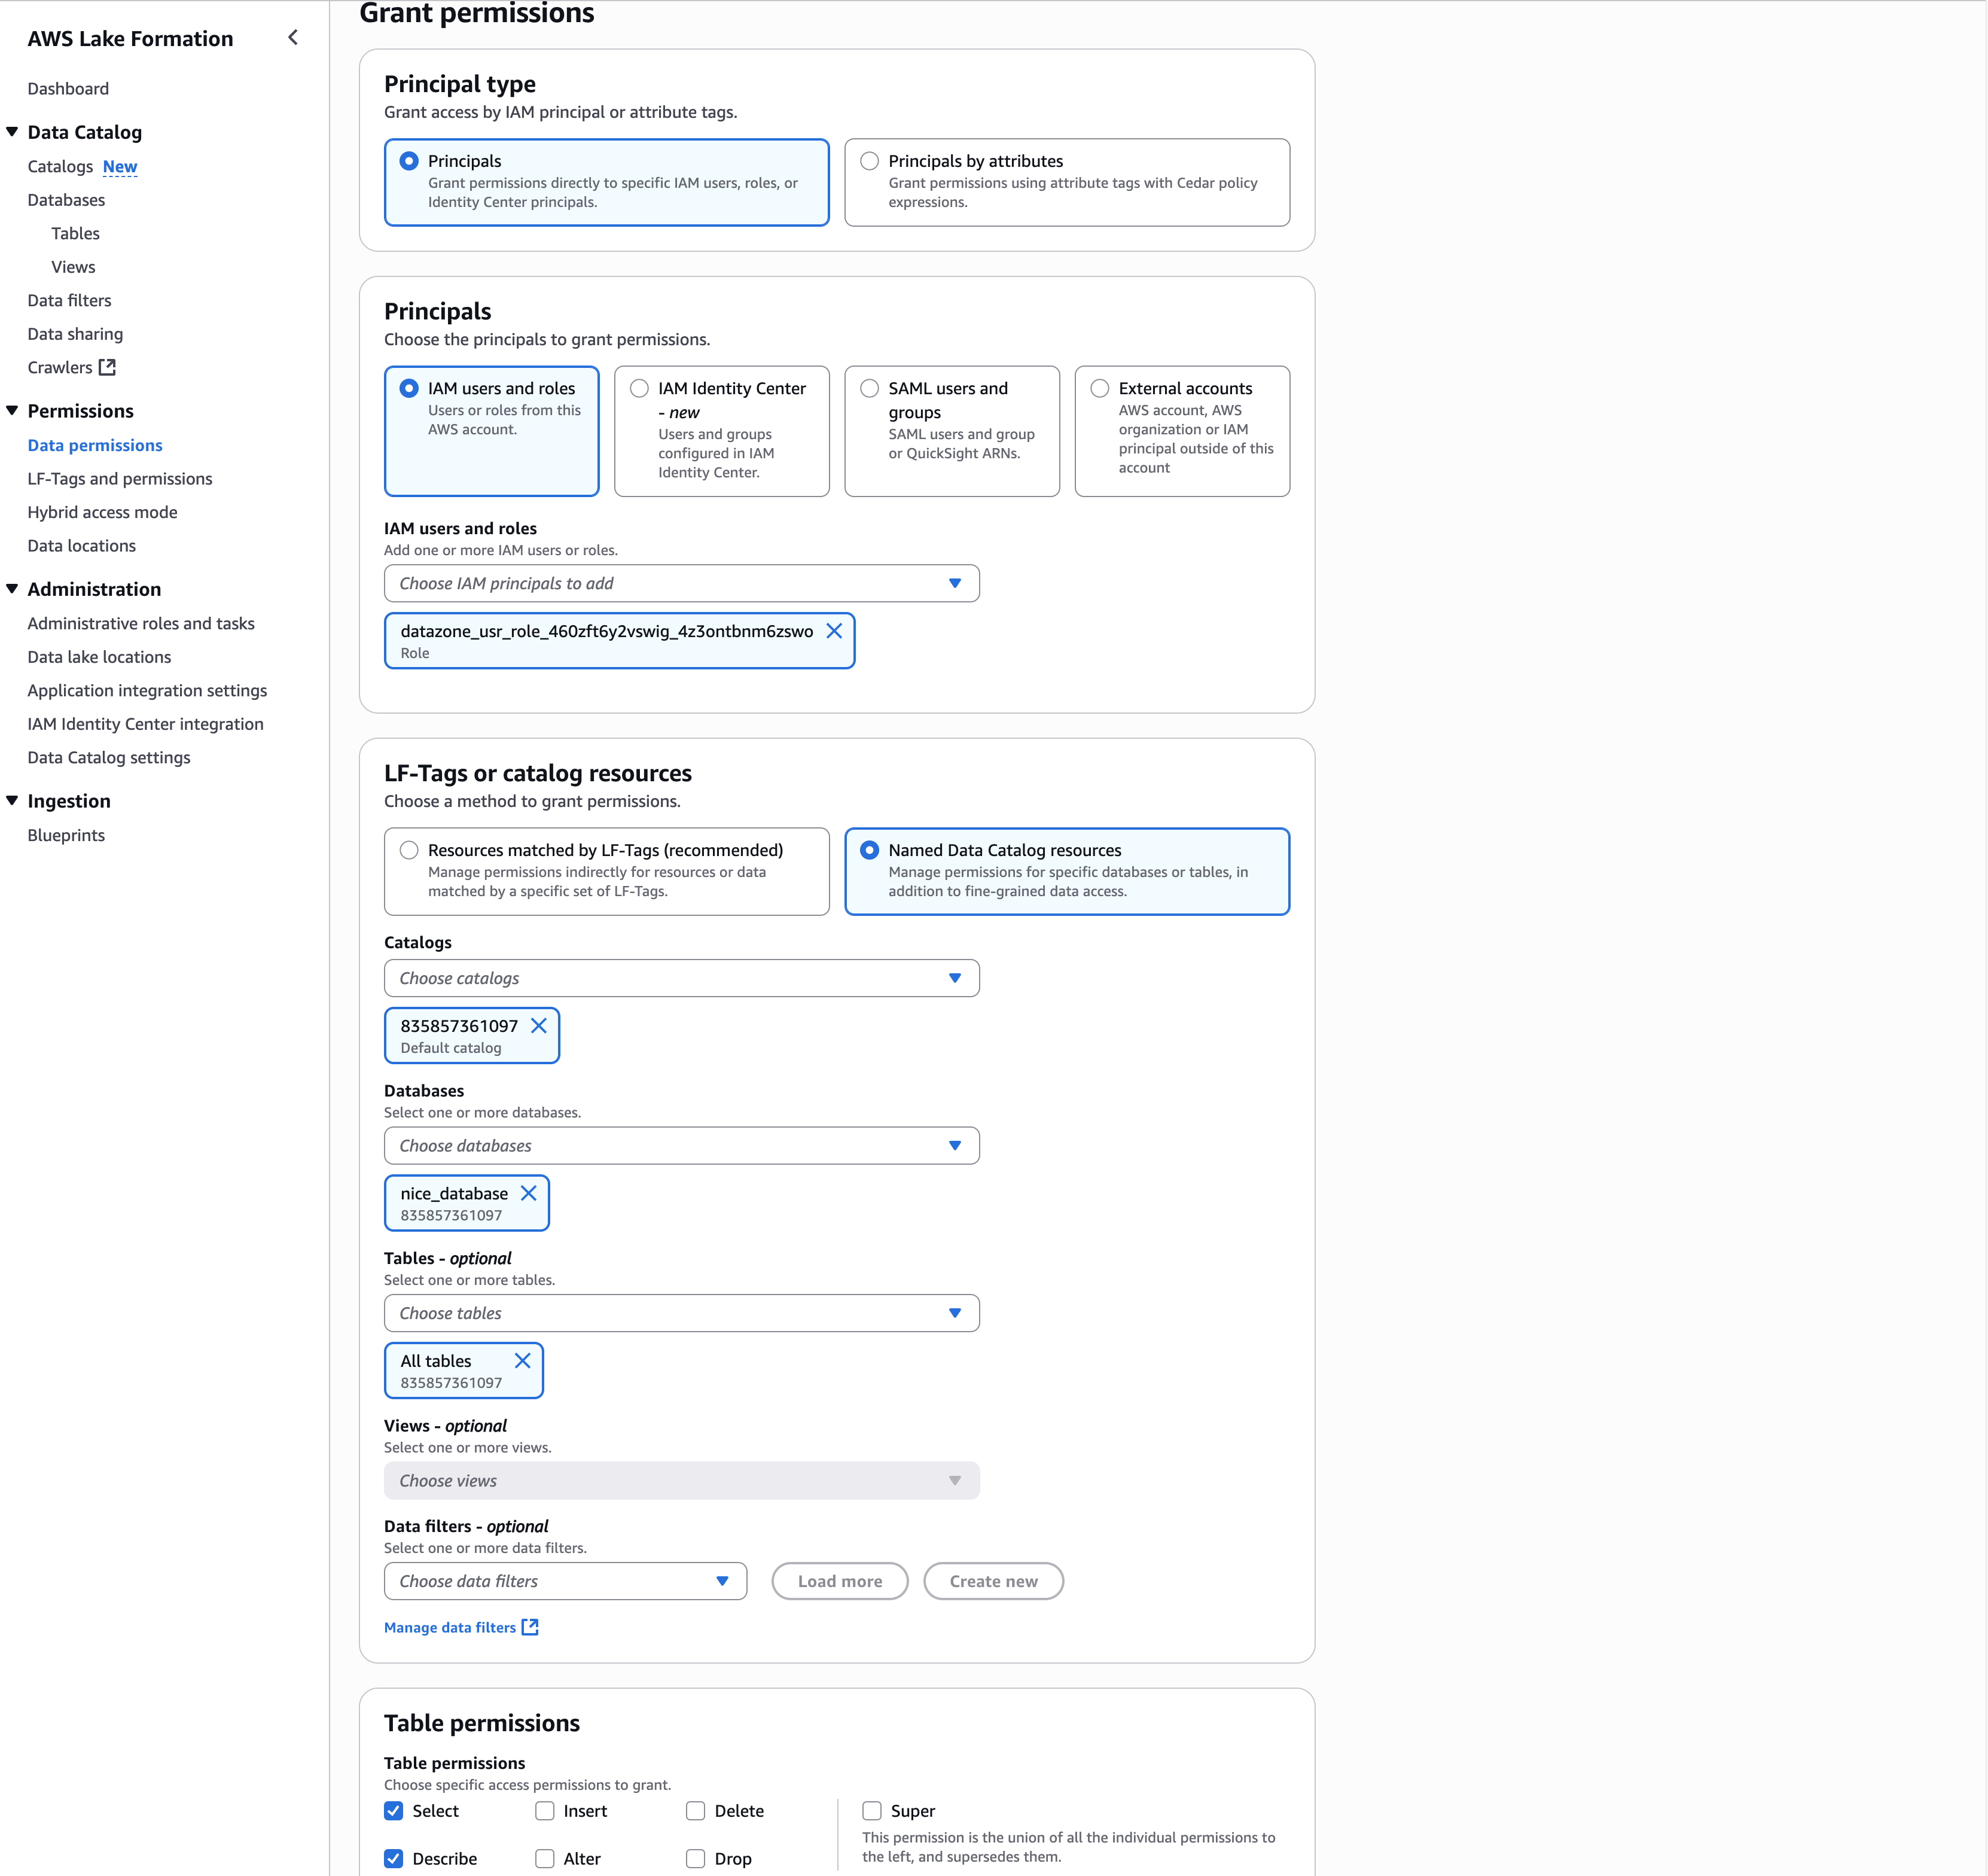 AWS Lake Formation
Dashboard
Data Catalog
Catalogs New
Databases
Tables
Views
Data filters
Data sharing
Crawlers
Permissions
Data permissions
LF-Tags and permissions
Hybrid access mode
Data locations
Administration
Administrative roles and tasks
Data lake locations
Application integration settings
IAM Identity Center integration
Data Catalog settings
Ingestion
Blueprints
Grant permissions
Principal type
Grant access by IAM principal or attribute tags.
Principals
Grant permissions directly to specific IAM users, roles, or
Identity Center principals.
Principals by attributes
Grant permissions using attribute tags with Cedar policy
expressions.
Principals
Choose the principals to grant permissions.
IAM users and roles
Users or roles from this
AWS account.
IAM Identity Center
- new
Users and groups
configured in IAM
Identity Center.
SAML users and
groups
SAML users and group
or QuickSight ARNs.
External accounts
AWS account, AWS
organization or IAM
principal outside of this
account
IAM users and roles
Add one or more IAM users or roles.
Choose IAM principals to add
datazone_usr_role_460zft6y2vswig_4z3ontbnm6zswo
Role
LF-Tags or catalog resources
Choose a method to grant permissions.
Resources matched by LF-Tags (recommended)
Manage permissions indirectly for resources or data
matched by a specific set of LF-Tags.
Named Data Catalog resources
Manage permissions for specific databases or tables, in
addition to fine-grained data access.
Catalogs
Choose catalogs
835857361097
Default catalog
Databases
Select one or more databases.
Choose databases
nice_database
835857361097
Tables - optional
Select one or more tables.
Choose tables
All tables
835857361097
Views - optional
Select one or more views.
Choose views
Data filters - optional
Select one or more data filters.
Choose data filters
Load more
Create new
Manage data filters
Table permissions
Table permissions
Choose specific access permissions to grant.
Select
Insert
Delete
Describe
Alter
Drop
Super
This permission is the union of all the individual permissions to
the left, and supersedes them.